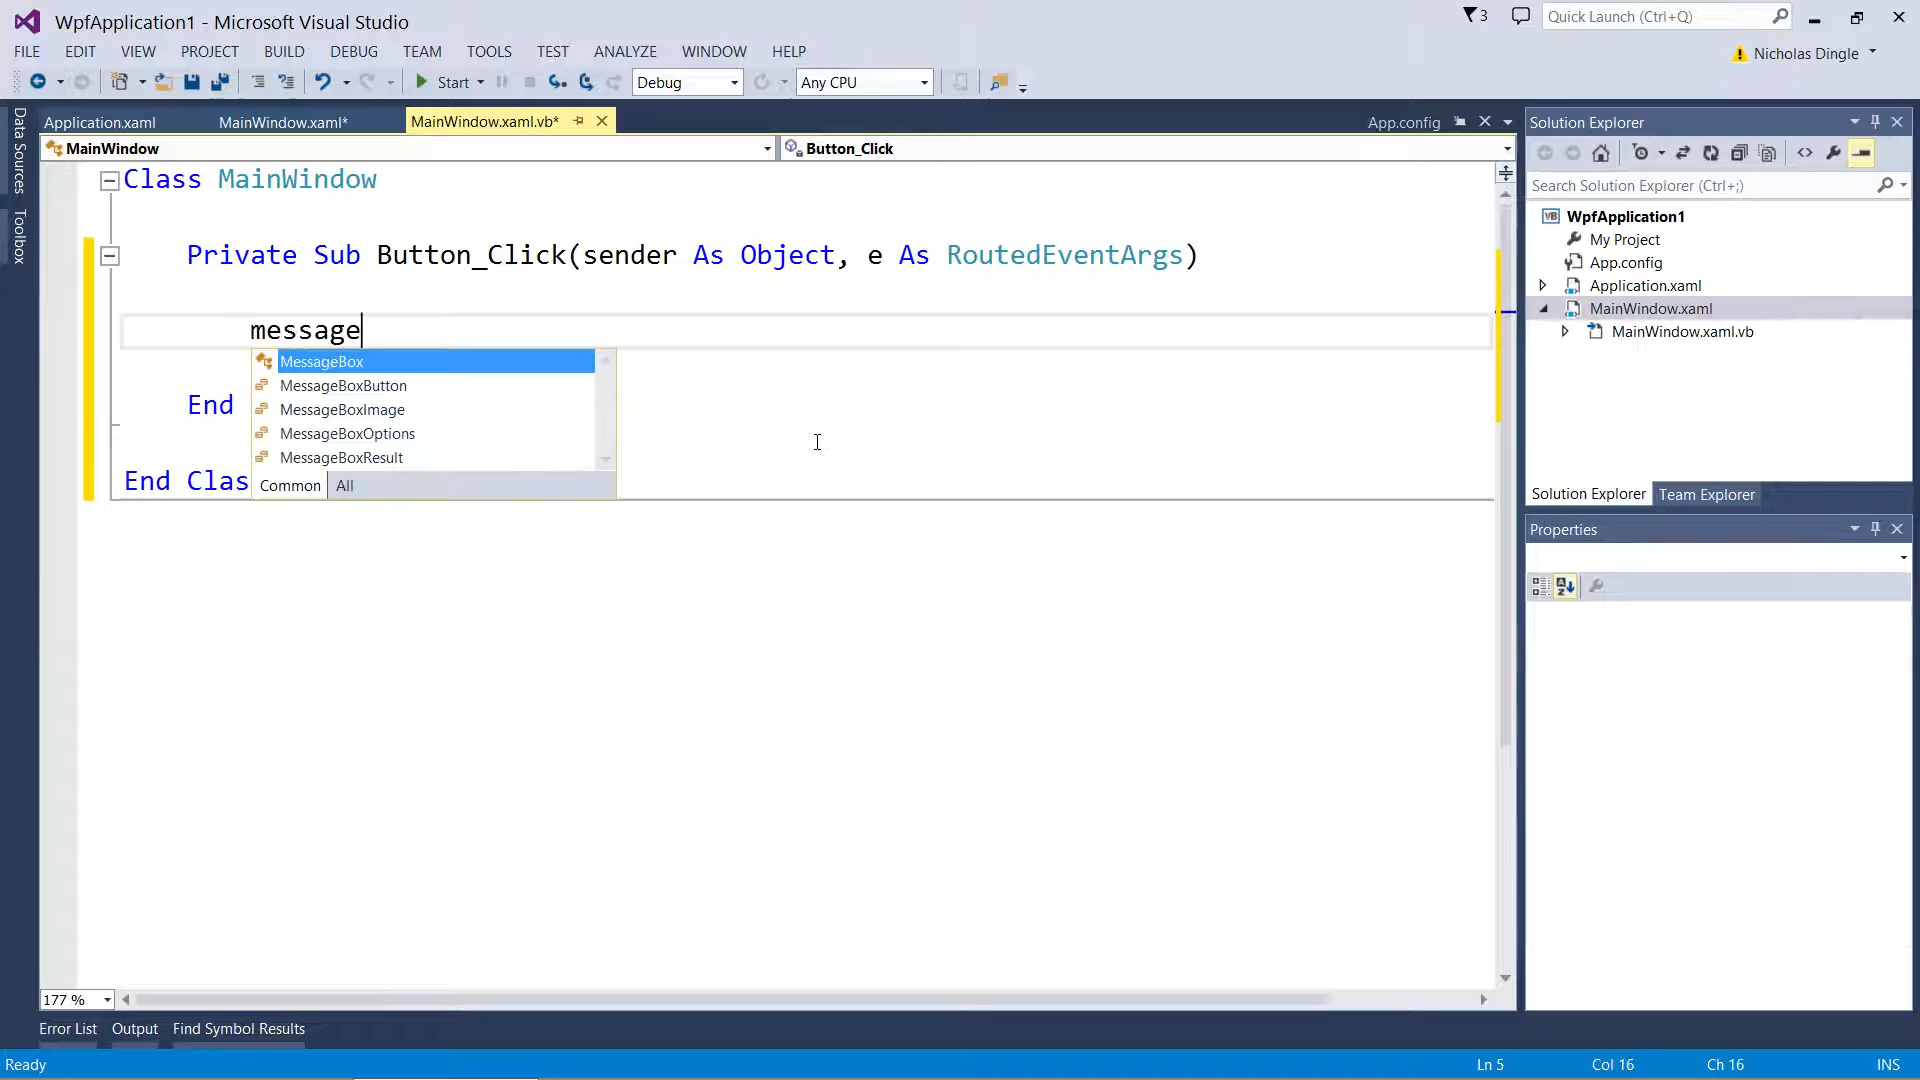 WpfApplication1 - Microsoft Visual Studio
3
Quick Launch (Ctrl+Q)
FILE EDIT VIEW PROJECT BUILD DEBUG TEAM TOOLS TEST ANALYZE WINDOW HELP
Nicholas Dingle
Start
Debug
Any CPU
Data Sources
Toolbox
Application.xaml
MainWindow.xaml*
MainWindow.xaml.vb*
App.config
MainWindow
Button_Click
Class MainWindow
Private Sub Button_Click(sender As Object, e As RoutedEventArgs)
message
MessageBox
MessageBoxButton
MessageBoxImage
MessageBoxOptions
MessageBoxResult
Common
All
End
End Clas
177 %
Solution Explorer
Search Solution Explorer (Ctrl+;)
VB WpfApplication1
My Project
App.config
Application.xaml
MainWindow.xaml
MainWindow.xaml.vb
Solution Explorer
Team Explorer
Properties
Error List
Output
Find Symbol Results
Ready
Ln 5
Col 16
Ch 16
INS